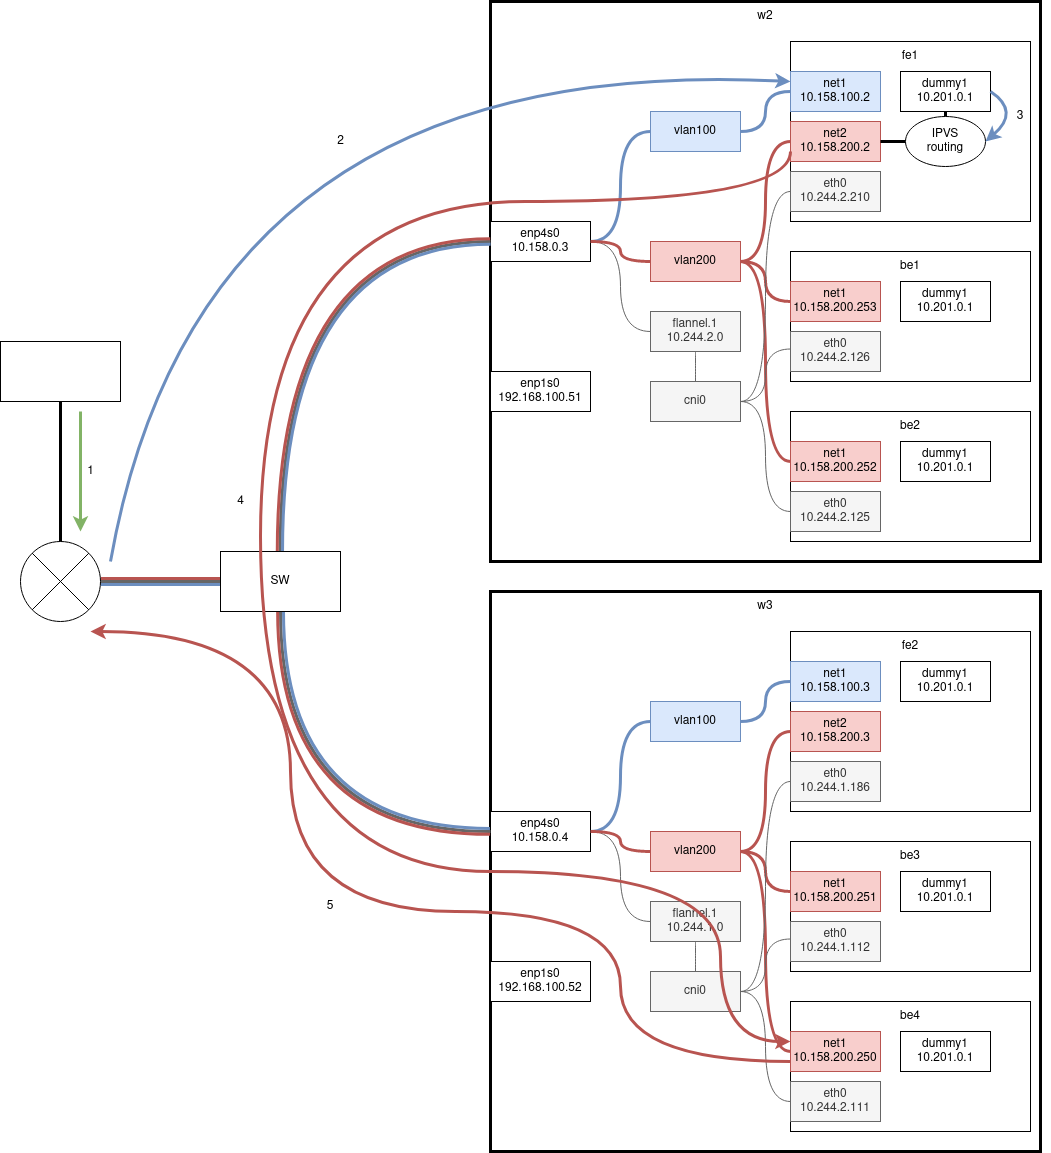 w2
fe1
net1
10.158.100.2
dummy1
10.201.0.1
3
vlan100
2
net2
10.158.200.2
IPVS
routing
eth0
10.244.2.210
enp4s0
10.158.0.3
vlan200
be1
net1
10.158.200.253
dummy1
10.201.0.1
flannel.1
10.244.2.0
eth0
10.244.2.126
enp1s0
192.168.100.51
cni0
be2
net1
10.158.200.252
dummy1
10.201.0.1
1
4
eth0
10.244.2.125
SW
w3
fe2
net1
10.158.100.3
dummy1
10.201.0.1
vlan100
net2
10.158.200.3
eth0
10.244.1.186
enp4s0
10.158.0.4
vlan200
be3
net1
10.158.200.251
dummy1
10.201.0.1
5
flannel.1
10.244.1.0
eth0
10.244.1.112
enp1s0
192.168.100.52
cni0
be4
net1
10.158.200.250
dummy1
10.201.0.1
eth0
10.244.2.111